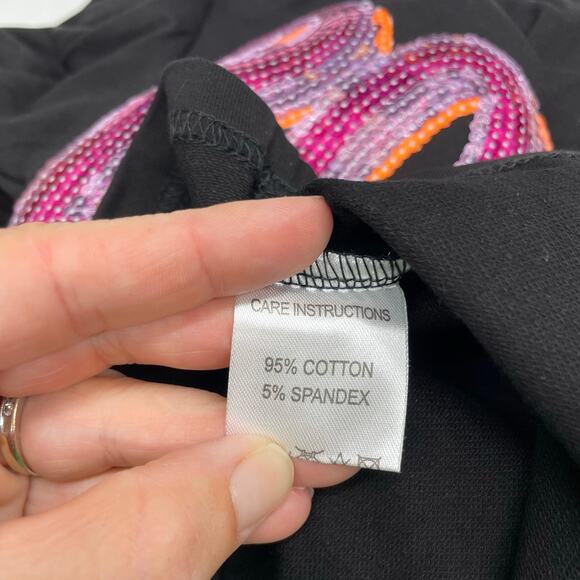 CARE INSTRUCTIONS
95% COTTON
5% SPANDEX